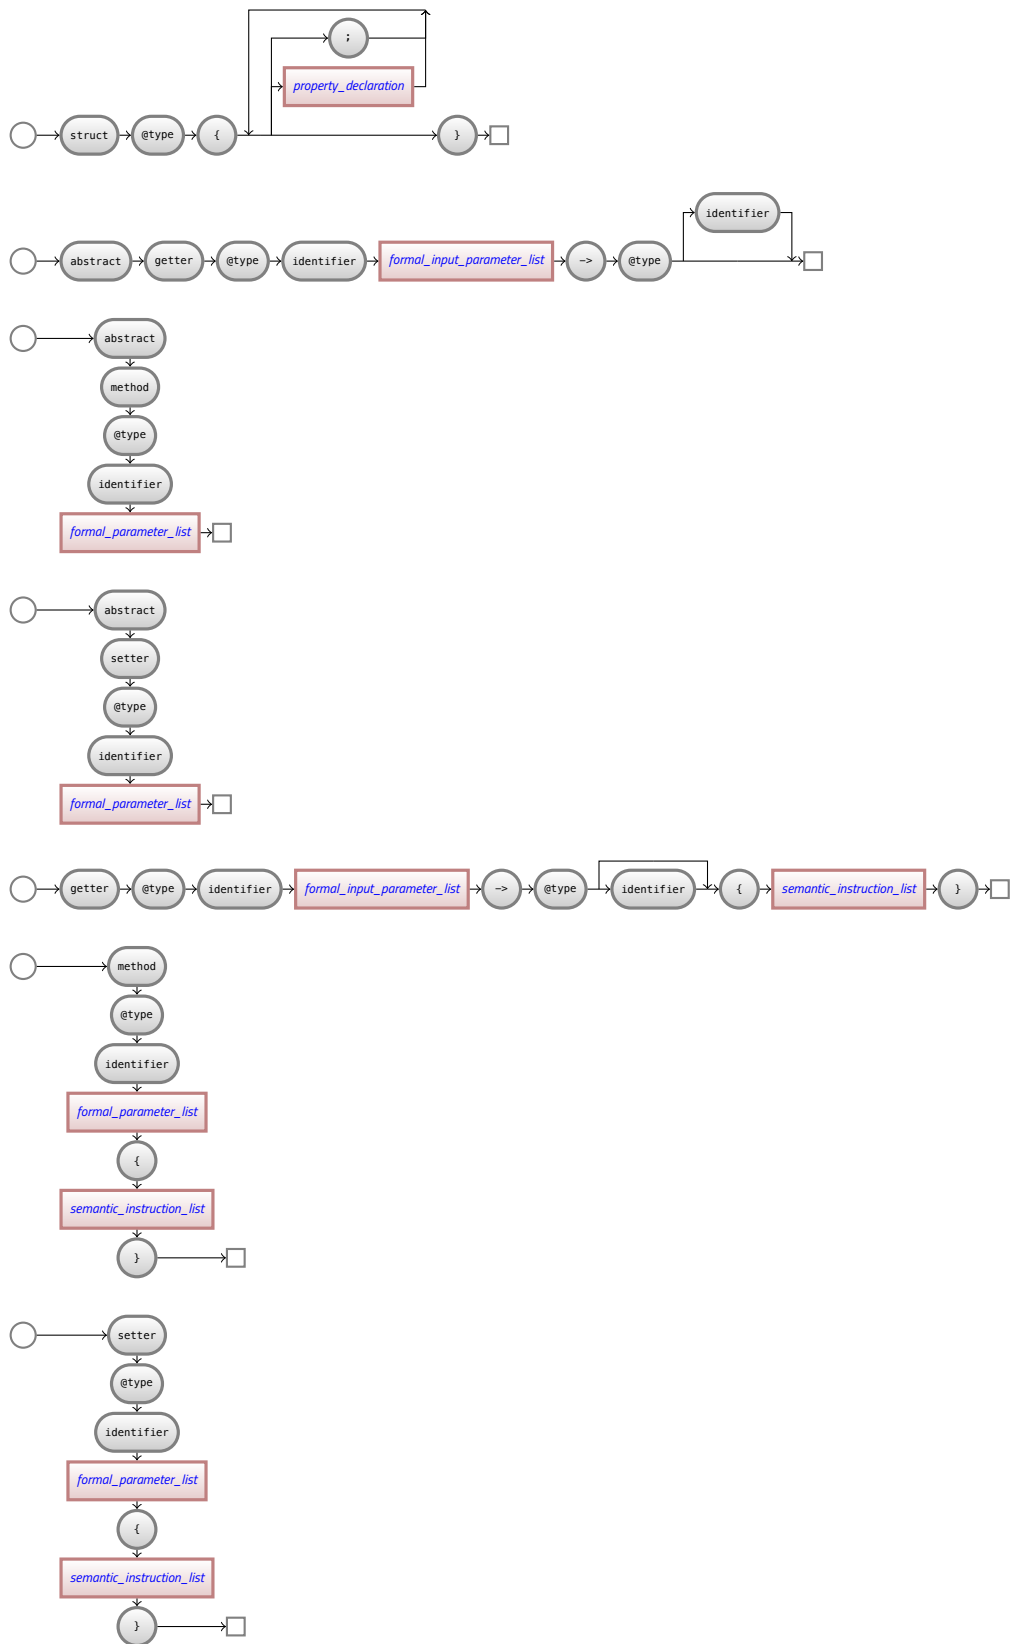 ;
property_declaration
struct @type { }
identifier
abstract getter @type identifier formal_input_parameter_list -> @type
abstract
method
@type
identifier
formal_parameter_list
abstract
setter
@type
identifier
formal_parameter_list
getter @type identifier formal_input_parameter_list -> @type identifier { semantic_instruction_list }
method
@type
identifier
formal_parameter_list
{
semantic_instruction_list
}
setter
@type
identifier
formal_parameter_list
{
semantic_instruction_list
}